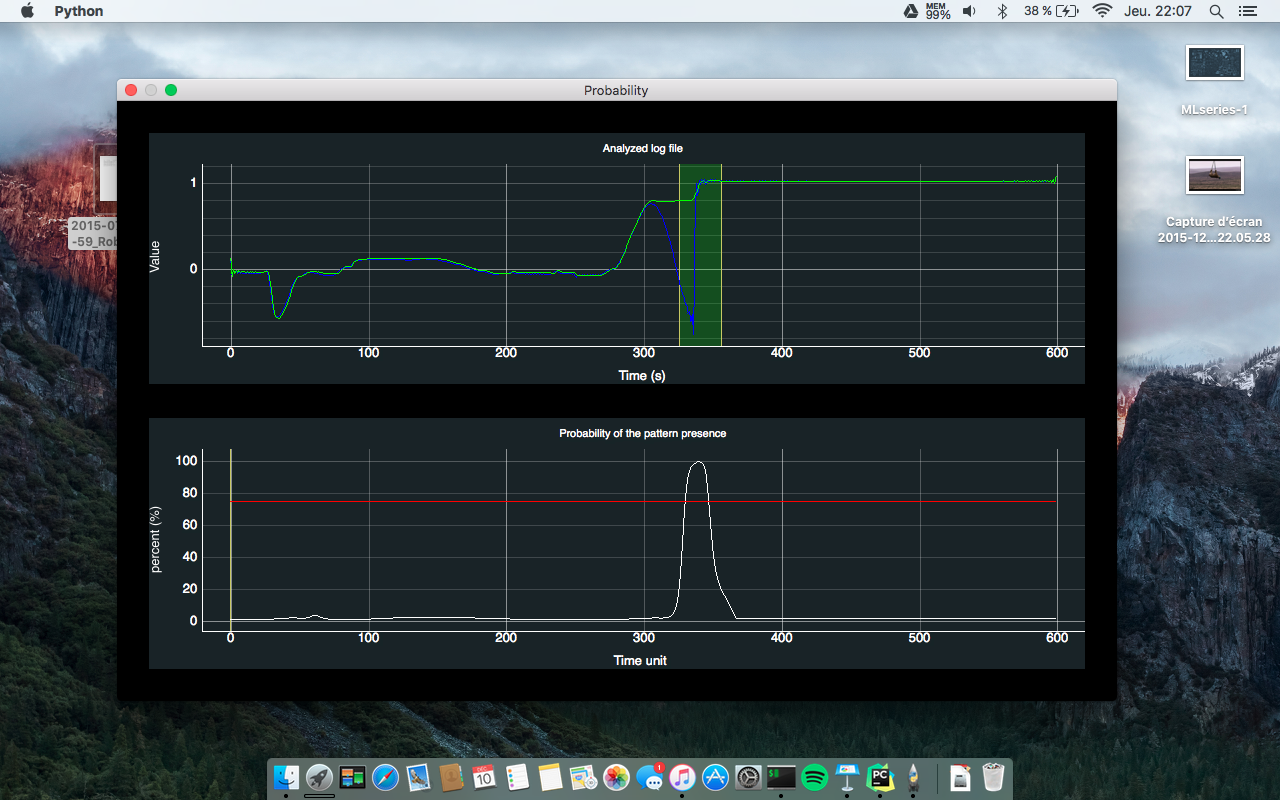 Python
MEM
99%
38 %
Jeu. 22:07
Probability
MLseries-1
2015-0
-59_Rob
Capture d'écran
2015-12...22.05.28
Analyzed log file
1
0
Value
0 100 200 300 400 500 600
Time (s)
Probability of the pattern presence
100
80
60
40
20
0
percent (%)
0 100 200 300 400 500 600
Time unit
DEC
10
1
$
PC